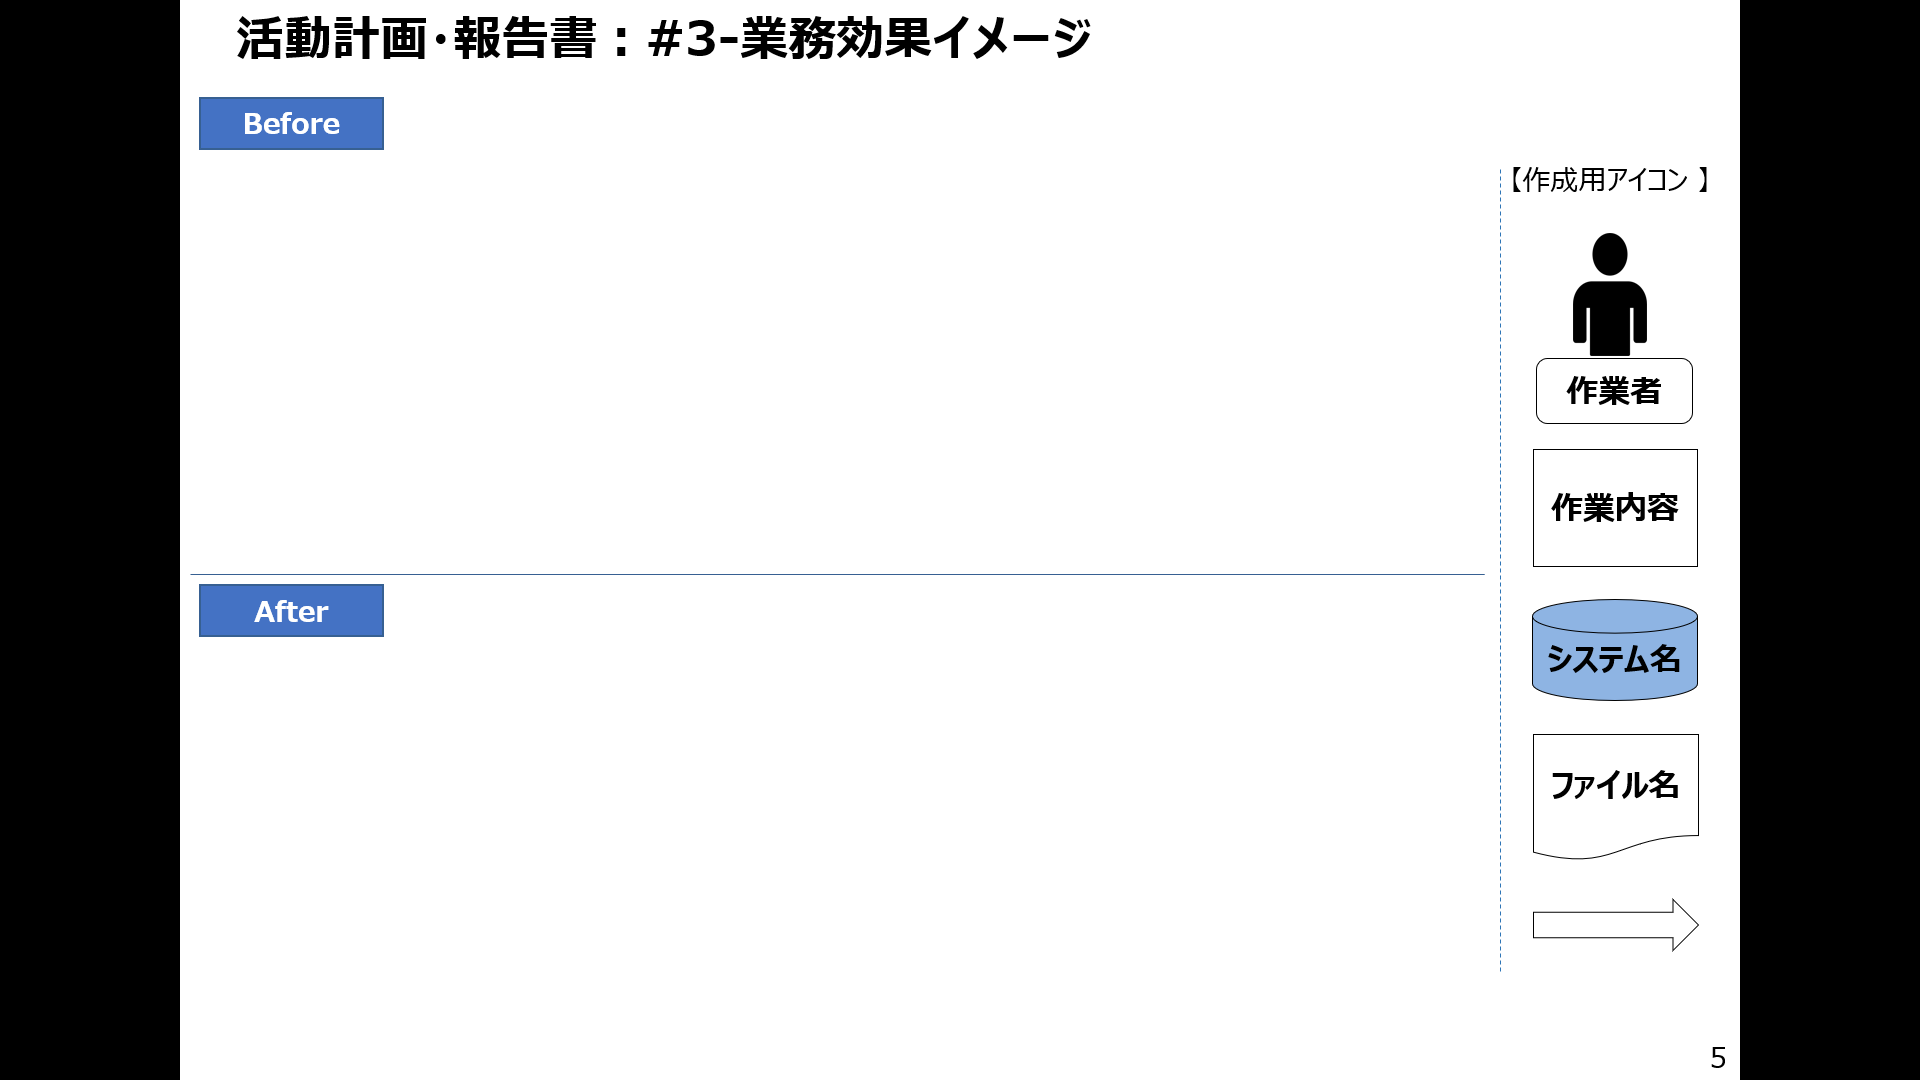 活動計画･報告書：#3-業務効果イメージ
Before
【作成用アイコン 】
作業者
作業内容
After
システム名
ファイル名
5